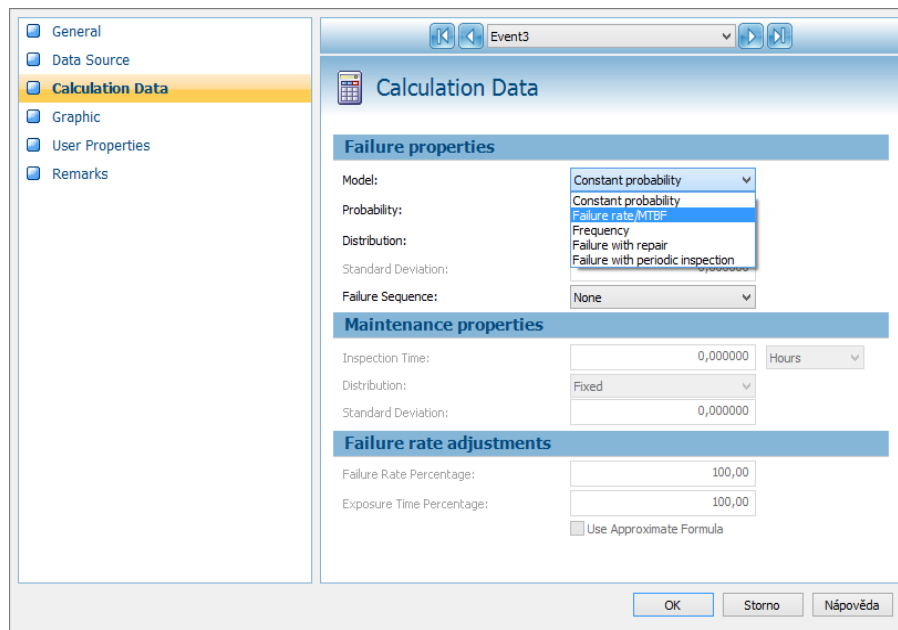 General
Data Source
Calculation Data
Graphic
User Properties
Remarks
Event3
Calculation Data
Failure properties
Model: Constant probability
Constant probability
Probability:
Failure rate/MTBF
Frequency
Distribution:
Failure with repair
Failure with periodic inspection
Standard Deviation: 0,000000
Failure Sequence: None
Maintenance properties
Inspection Time: 0,000000 Hours
Distribution: Fixed
Standard Deviation: 0,000000
Failure rate adjustments
Failure Rate Percentage: 100,00
Exposure Time Percentage: 100,00
Use Approximate Formula
OK Storno Nápověda